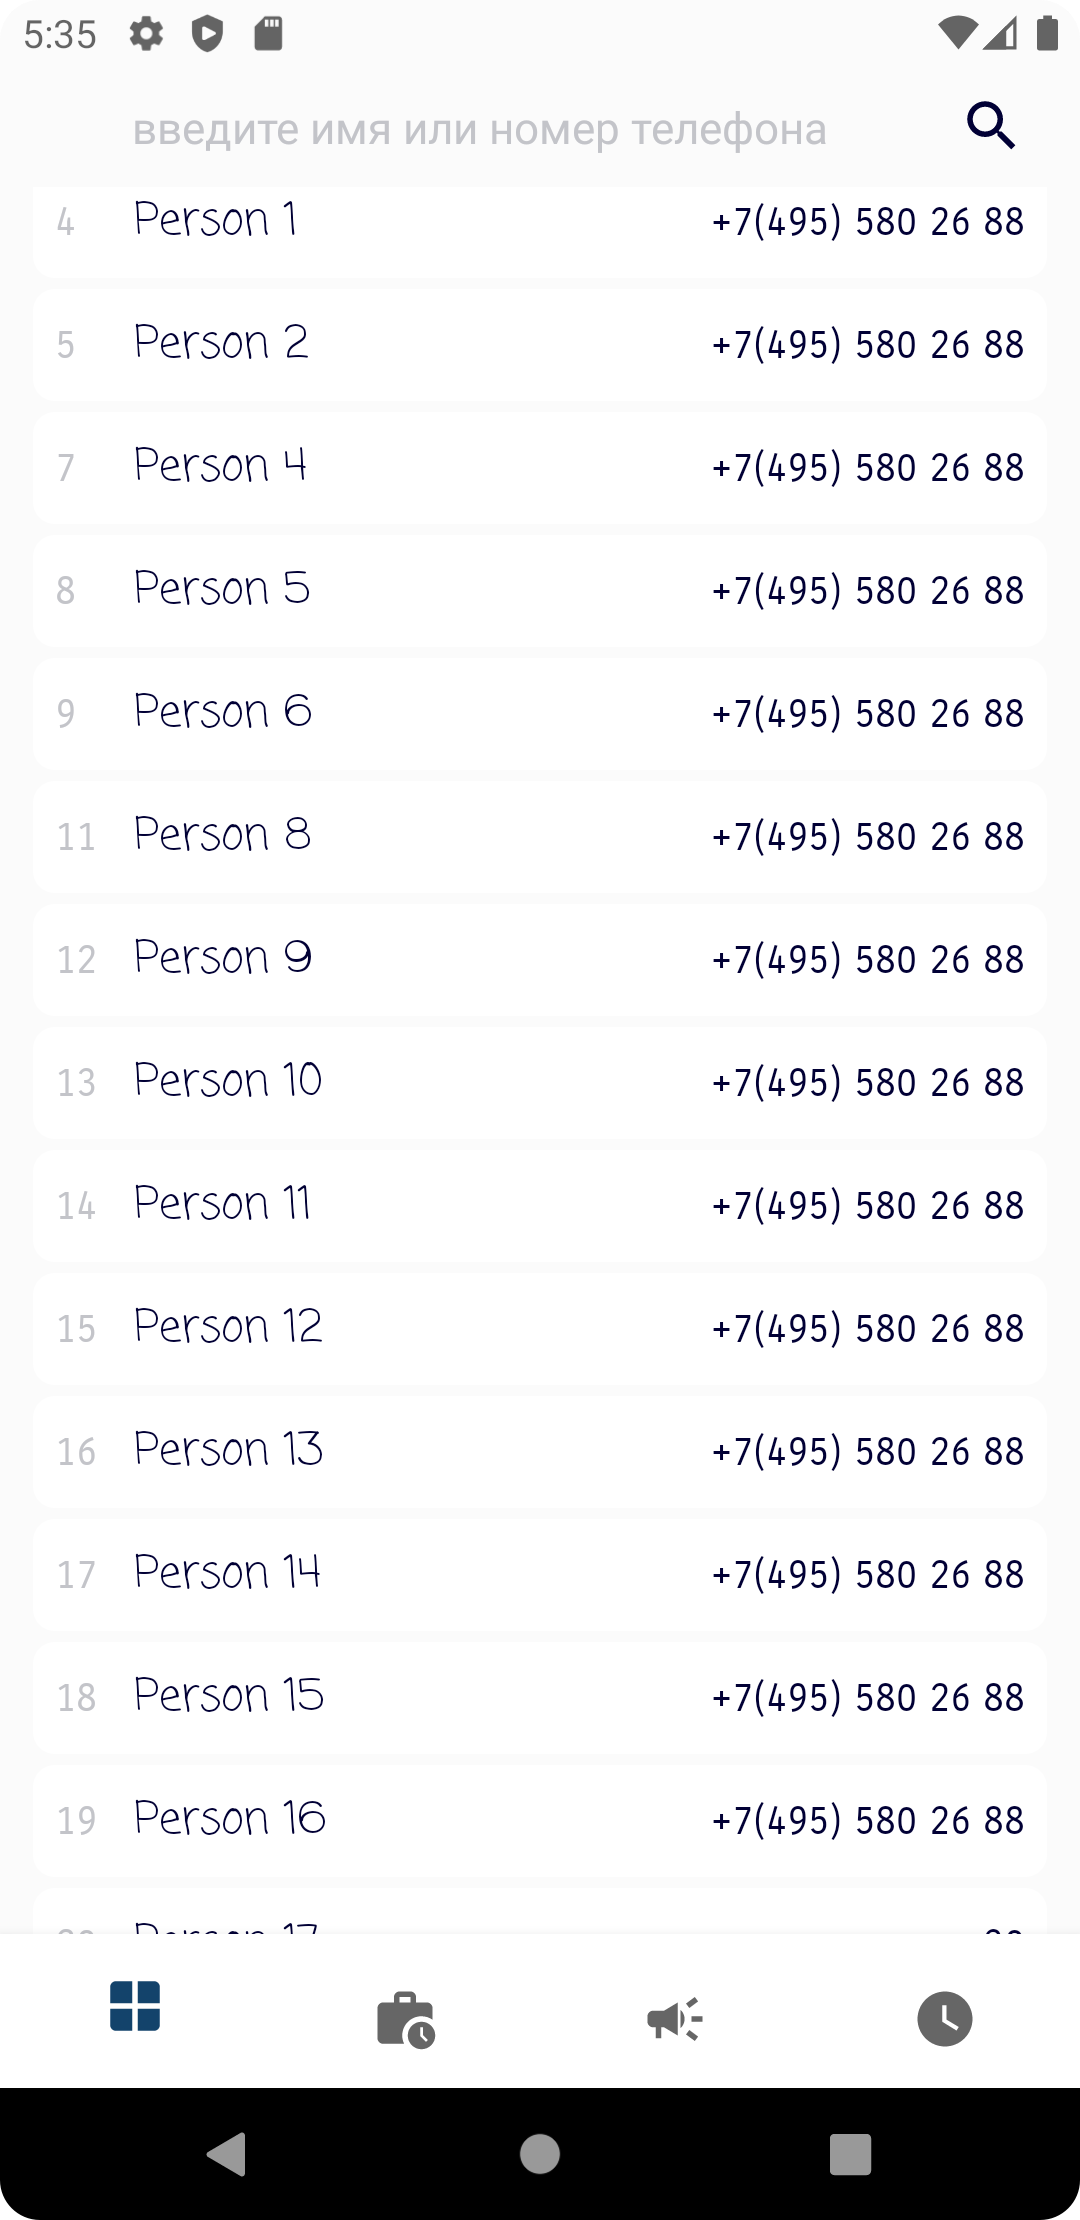 5:35
введите имя или номер телефона
4 Person 1 +7(495) 580 26 88
5 Person 2 +7(495) 580 26 88
7 Person 4 +7(495) 580 26 88
8 Person 5 +7(495) 580 26 88
9 Person 6 +7(495) 580 26 88
11 Person 8 +7(495) 580 26 88
12 Person 9 +7(495) 580 26 88
13 Person 10 +7(495) 580 26 88
14 Person 11 +7(495) 580 26 88
15 Person 12 +7(495) 580 26 88
16 Person 13 +7(495) 580 26 88
17 Person 14 +7(495) 580 26 88
18 Person 15 +7(495) 580 26 88
19 Person 16 +7(495) 580 26 88
Person 17